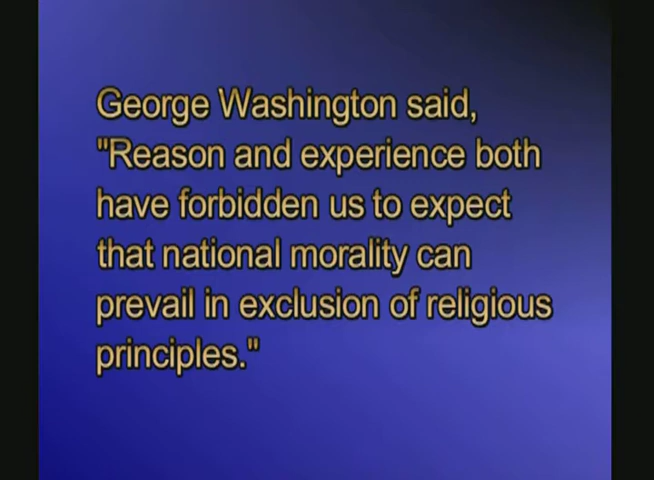 George Washington said,
"Reason and experience both
have forbidden us to expect
that national morality can
prevail in exclusion of religious
principles."